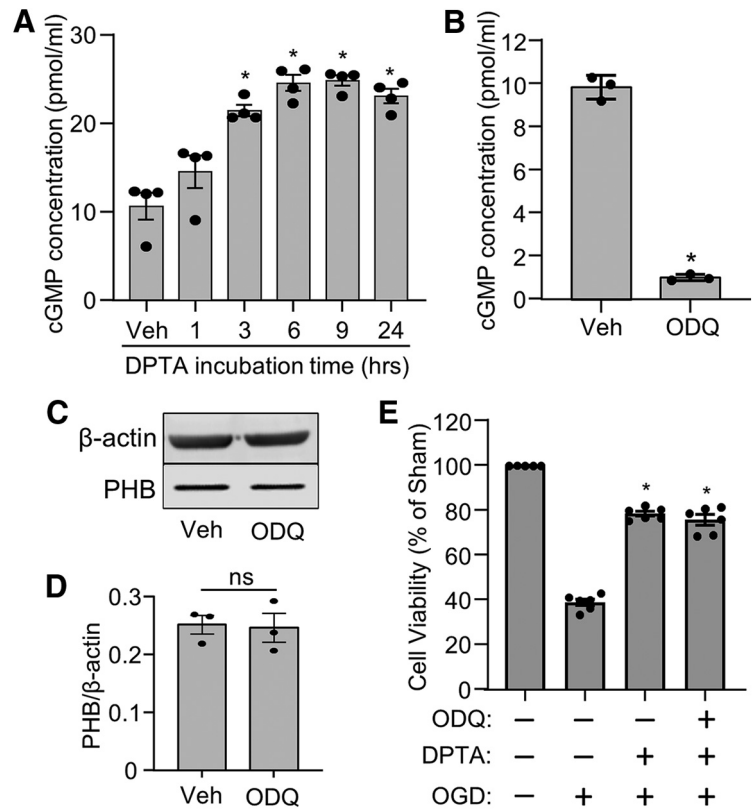 A
cGMP concentration (pmol/ml)
30
20
10
0
* * * *
Veh 1 3 6 9 24
DPTA incubation time (hrs)
B
cGMP concentration (pmol/ml)
12
10
8
6
4
2
0
*
Veh ODQ
C
β-actin
PHB
Veh ODQ
D
PHB/β-actin
0.3
0.2
0.1
0
ns
Veh ODQ
E
Cell Viability (% of Sham)
120
100
80
60
40
20
0
* *
ODQ: − − − +
DPTA: − − + +
OGD: − + + +